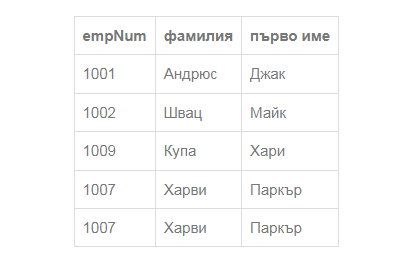 empNum фамилия първо име
1001 Андрюс Джак
1002 Швац Майк
1009 Купа Хари
1007 Харви Паркър
1007 Харви Паркър